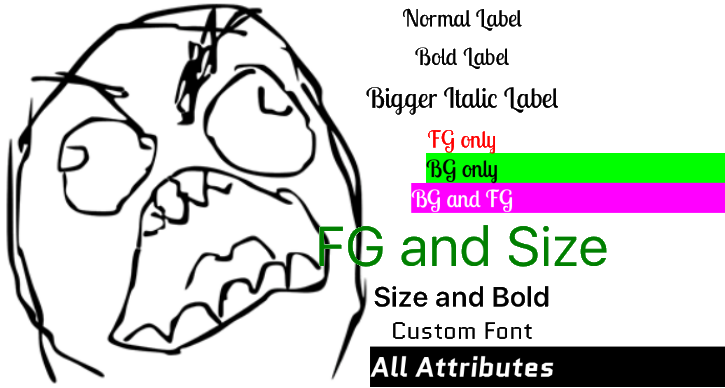 Normal Label
Bold Label
Bigger Italic Label
FG only
BG only
BG and FG
FG and Size
Size and Bold
Custom Font
All Attributes